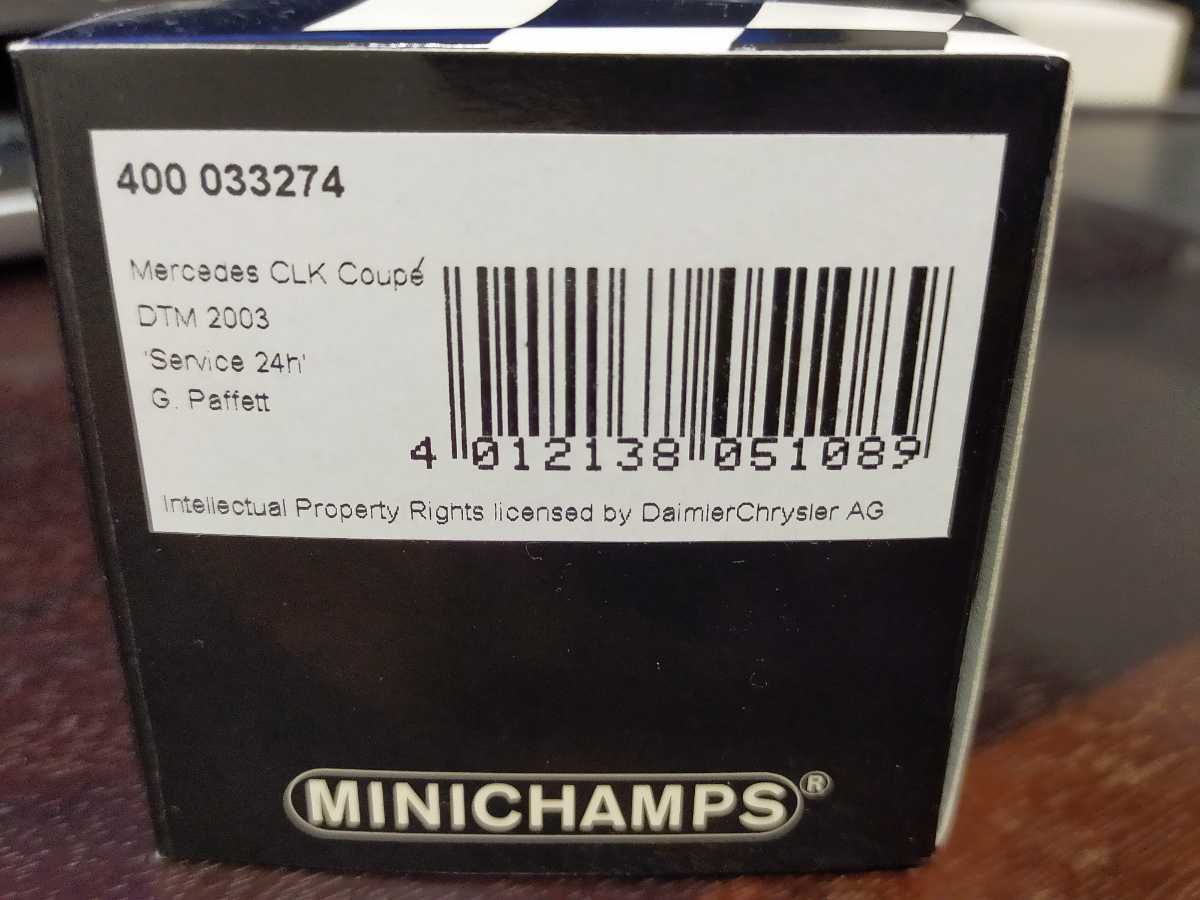 400 033274
Mercedes CLK Coupé
DTM 2003
'Service 24h'
G. Paffett
4 012138 051089
Intellectual Property Rights licensed by DaimlerChrysler AG
MINICHAMPS®